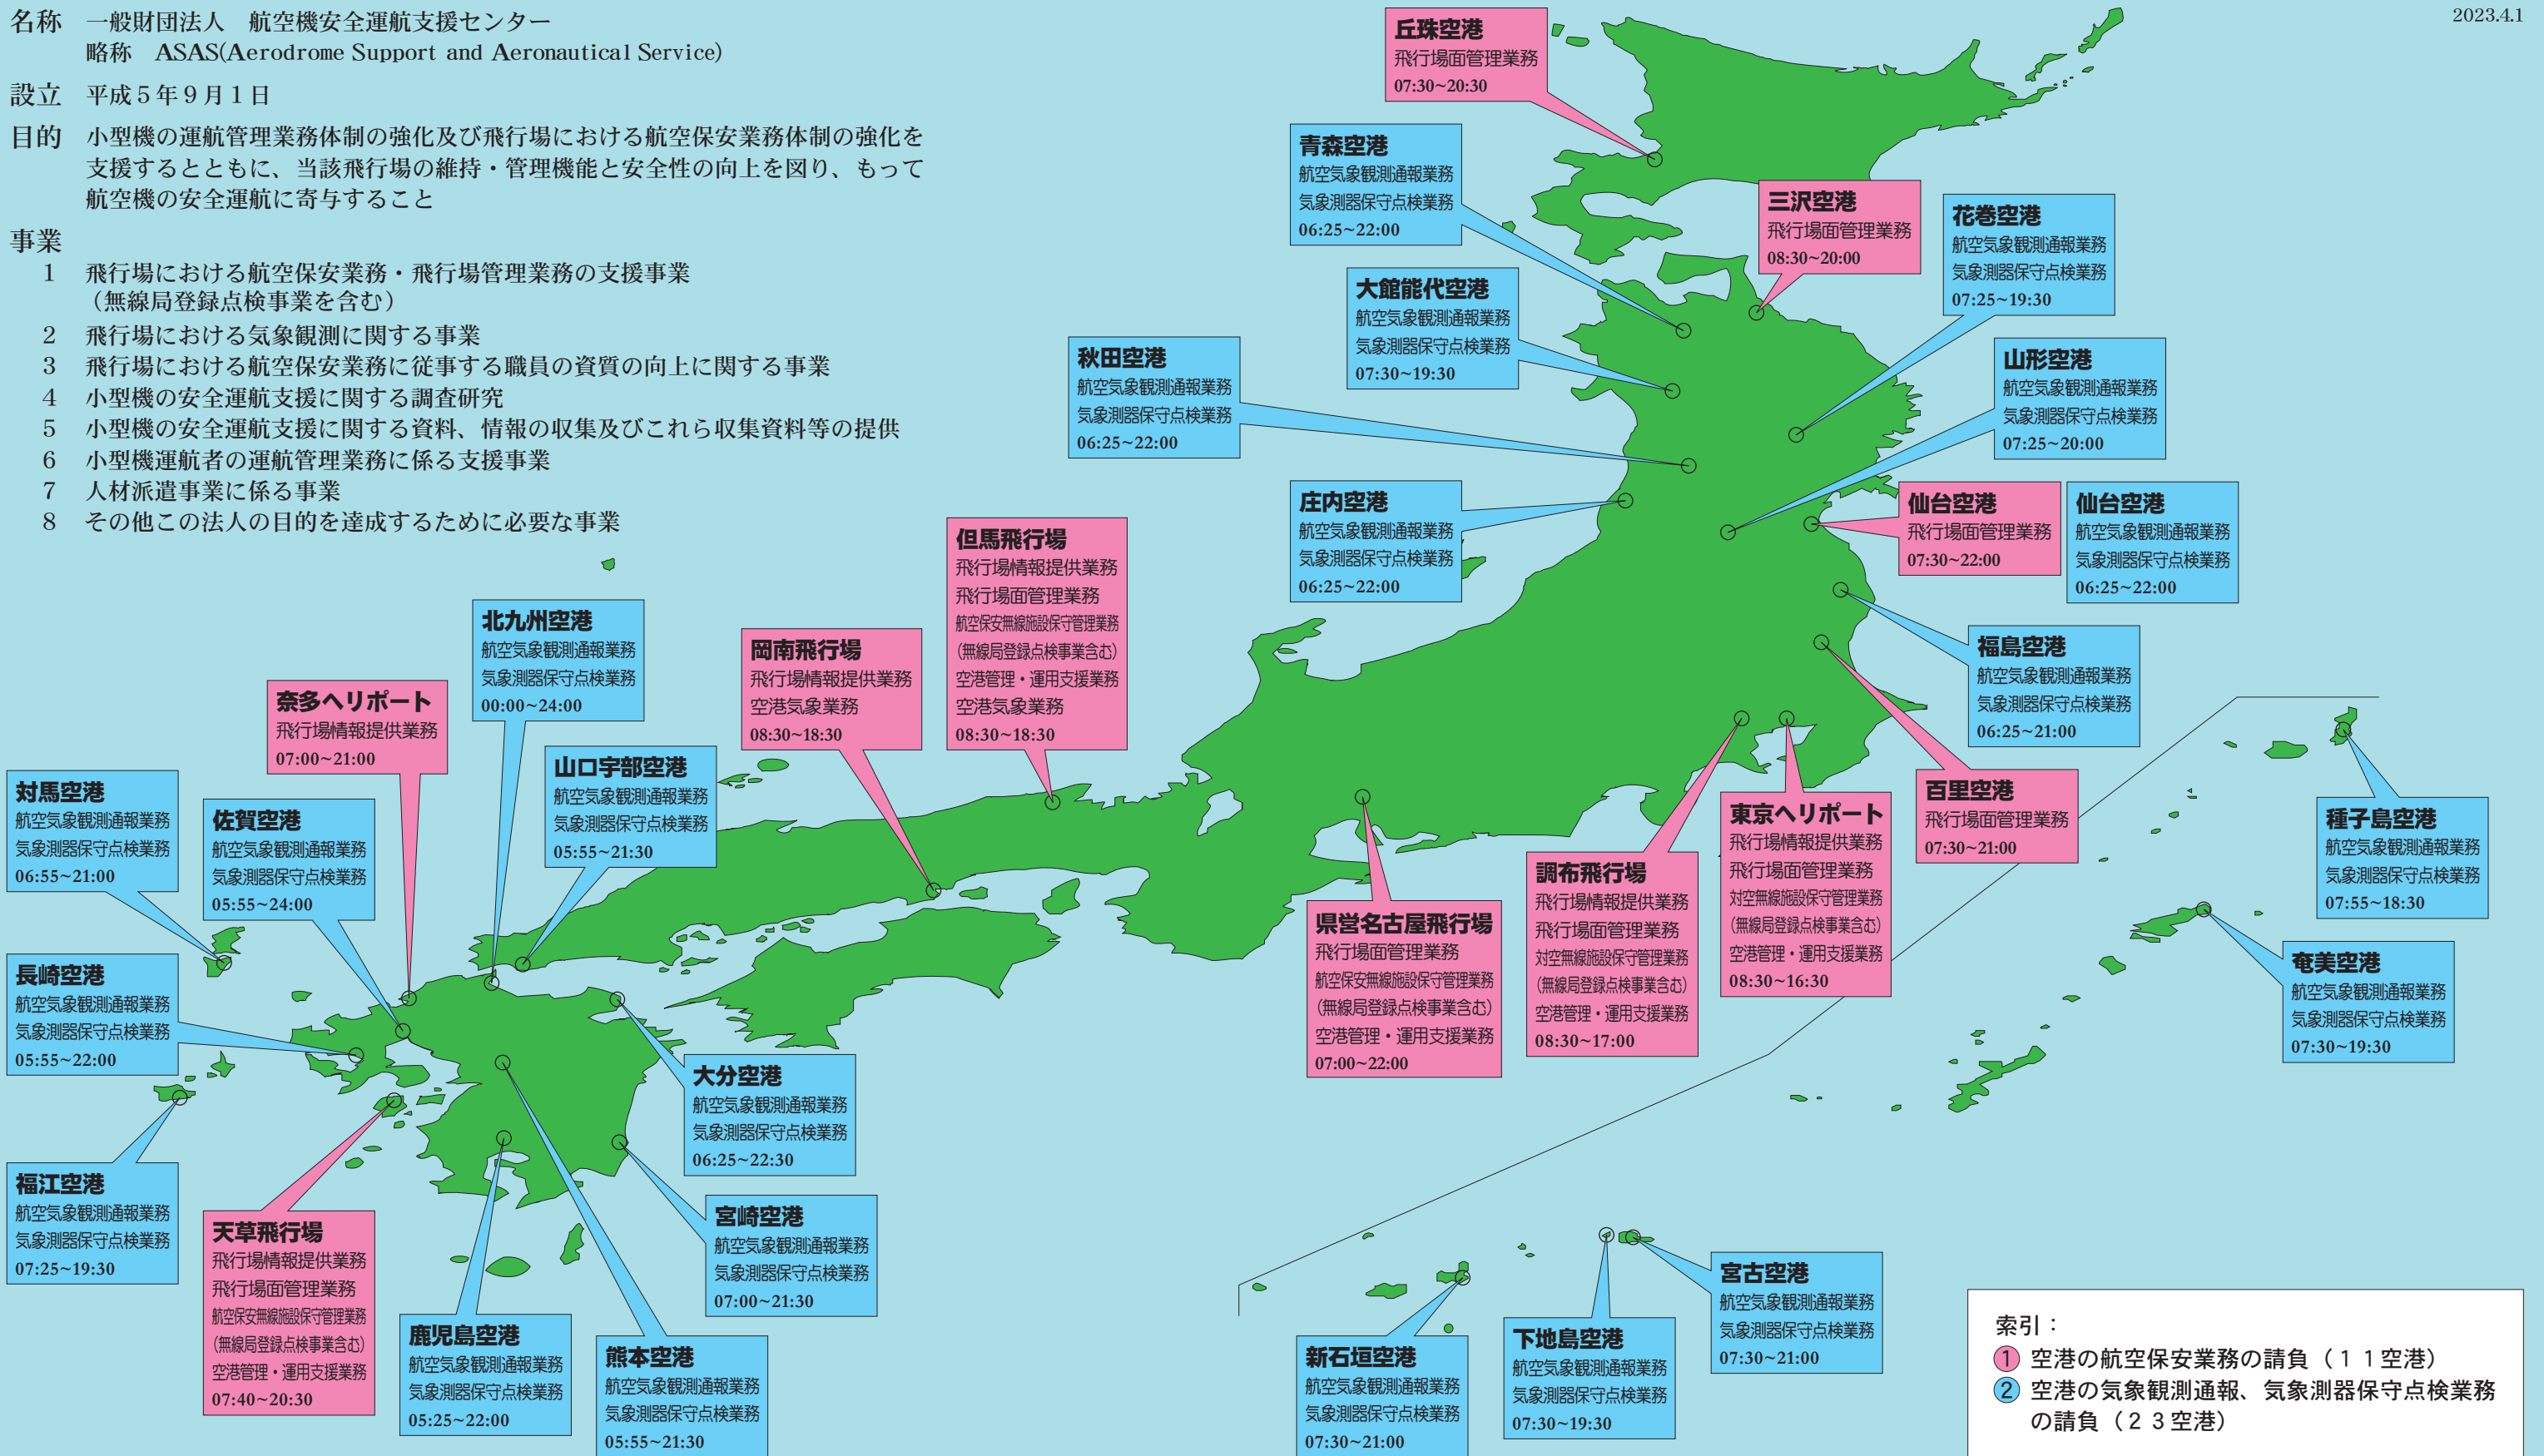 名称 一般財団法人 航空機安全運航支援センター
略称 ASAS(Aerodrome Support and Aeronautical Service)
設立 平成5年9月1日
目的 小型機の運航管理業務体制の強化及び飛行場における航空保安業務体制の強化を
支援するとともに、当該飛行場の維持・管理機能と安全性の向上を図り、もって
航空機の安全運航に寄与すること
事業
1 飛行場における航空保安業務・飛行場管理業務の支援事業
（無線局登録点検事業を含む）
2 飛行場における気象観測に関する事業
3 飛行場における航空保安業務に従事する職員の資質の向上に関する事業
4 小型機の安全運航支援に関する調査研究
5 小型機の安全運航支援に関する資料、情報の収集及びこれら収集資料等の提供
6 小型機運航者の運航管理業務に係る支援事業
7 人材派遣事業に係る事業
8 その他この法人の目的を達成するために必要な事業
2023.4.1
丘珠空港
飛行場面管理業務
07:30~20:30
青森空港
航空気象観測通報業務
気象測器保守点検業務
06:25~22:00
三沢空港
飛行場面管理業務
08:30~20:00
花巻空港
航空気象観測通報業務
気象測器保守点検業務
07:25~19:30
大館能代空港
航空気象観測通報業務
気象測器保守点検業務
07:30~19:30
秋田空港
航空気象観測通報業務
気象測器保守点検業務
06:25~22:00
山形空港
航空気象観測通報業務
気象測器保守点検業務
07:25~20:00
庄内空港
航空気象観測通報業務
気象測器保守点検業務
06:25~22:00
仙台空港
飛行場面管理業務
07:30~22:00
仙台空港
航空気象観測通報業務
気象測器保守点検業務
06:25~22:00
福島空港
航空気象観測通報業務
気象測器保守点検業務
06:25~21:00
但馬飛行場
飛行場情報提供業務
飛行場面管理業務
航空保安無線施設保守管理業務
(無線局登録点検事業含む)
空港管理・運用支援業務
空港気象業務
08:30~18:30
北九州空港
航空気象観測通報業務
気象測器保守点検業務
00:00~24:00
岡南飛行場
飛行場情報提供業務
空港気象業務
08:30~18:30
奈多ヘリポート
飛行場情報提供業務
07:00~21:00
山口宇部空港
航空気象観測通報業務
気象測器保守点検業務
05:55~21:30
対馬空港
航空気象観測通報業務
気象測器保守点検業務
06:55~21:00
佐賀空港
航空気象観測通報業務
気象測器保守点検業務
05:55~24:00
百里空港
飛行場面管理業務
07:30~21:00
東京ヘリポート
飛行場情報提供業務
飛行場面管理業務
対空無線施設保守管理業務
(無線局登録点検事業含む)
空港管理・運用支援業務
08:30~16:30
種子島空港
航空気象観測通報業務
気象測器保守点検業務
07:55~18:30
調布飛行場
飛行場情報提供業務
飛行場面管理業務
対空無線施設保守管理業務
(無線局登録点検事業含む)
空港管理・運用支援業務
08:30~17:00
県営名古屋飛行場
飛行場面管理業務
航空保安無線施設保守管理業務
(無線局登録点検事業含む)
空港管理・運用支援業務
07:00~22:00
奄美空港
航空気象観測通報業務
気象測器保守点検業務
07:30~19:30
長崎空港
航空気象観測通報業務
気象測器保守点検業務
05:55~22:00
大分空港
航空気象観測通報業務
気象測器保守点検業務
06:25~22:30
福江空港
航空気象観測通報業務
気象測器保守点検業務
07:25~19:30
天草飛行場
飛行場情報提供業務
飛行場面管理業務
航空保安無線施設保守管理業務
(無線局登録点検事業含む)
空港管理・運用支援業務
07:40~20:30
宮崎空港
航空気象観測通報業務
気象測器保守点検業務
07:00~21:30
鹿児島空港
航空気象観測通報業務
気象測器保守点検業務
05:25~22:00
熊本空港
航空気象観測通報業務
気象測器保守点検業務
05:55~21:30
新石垣空港
航空気象観測通報業務
気象測器保守点検業務
07:30~21:00
下地島空港
航空気象観測通報業務
気象測器保守点検業務
07:30~19:30
宮古空港
航空気象観測通報業務
気象測器保守点検業務
07:30~21:00
索引：
① 空港の航空保安業務の請負（１１空港）
② 空港の気象観測通報、気象測器保守点検業務
の請負（２３空港）